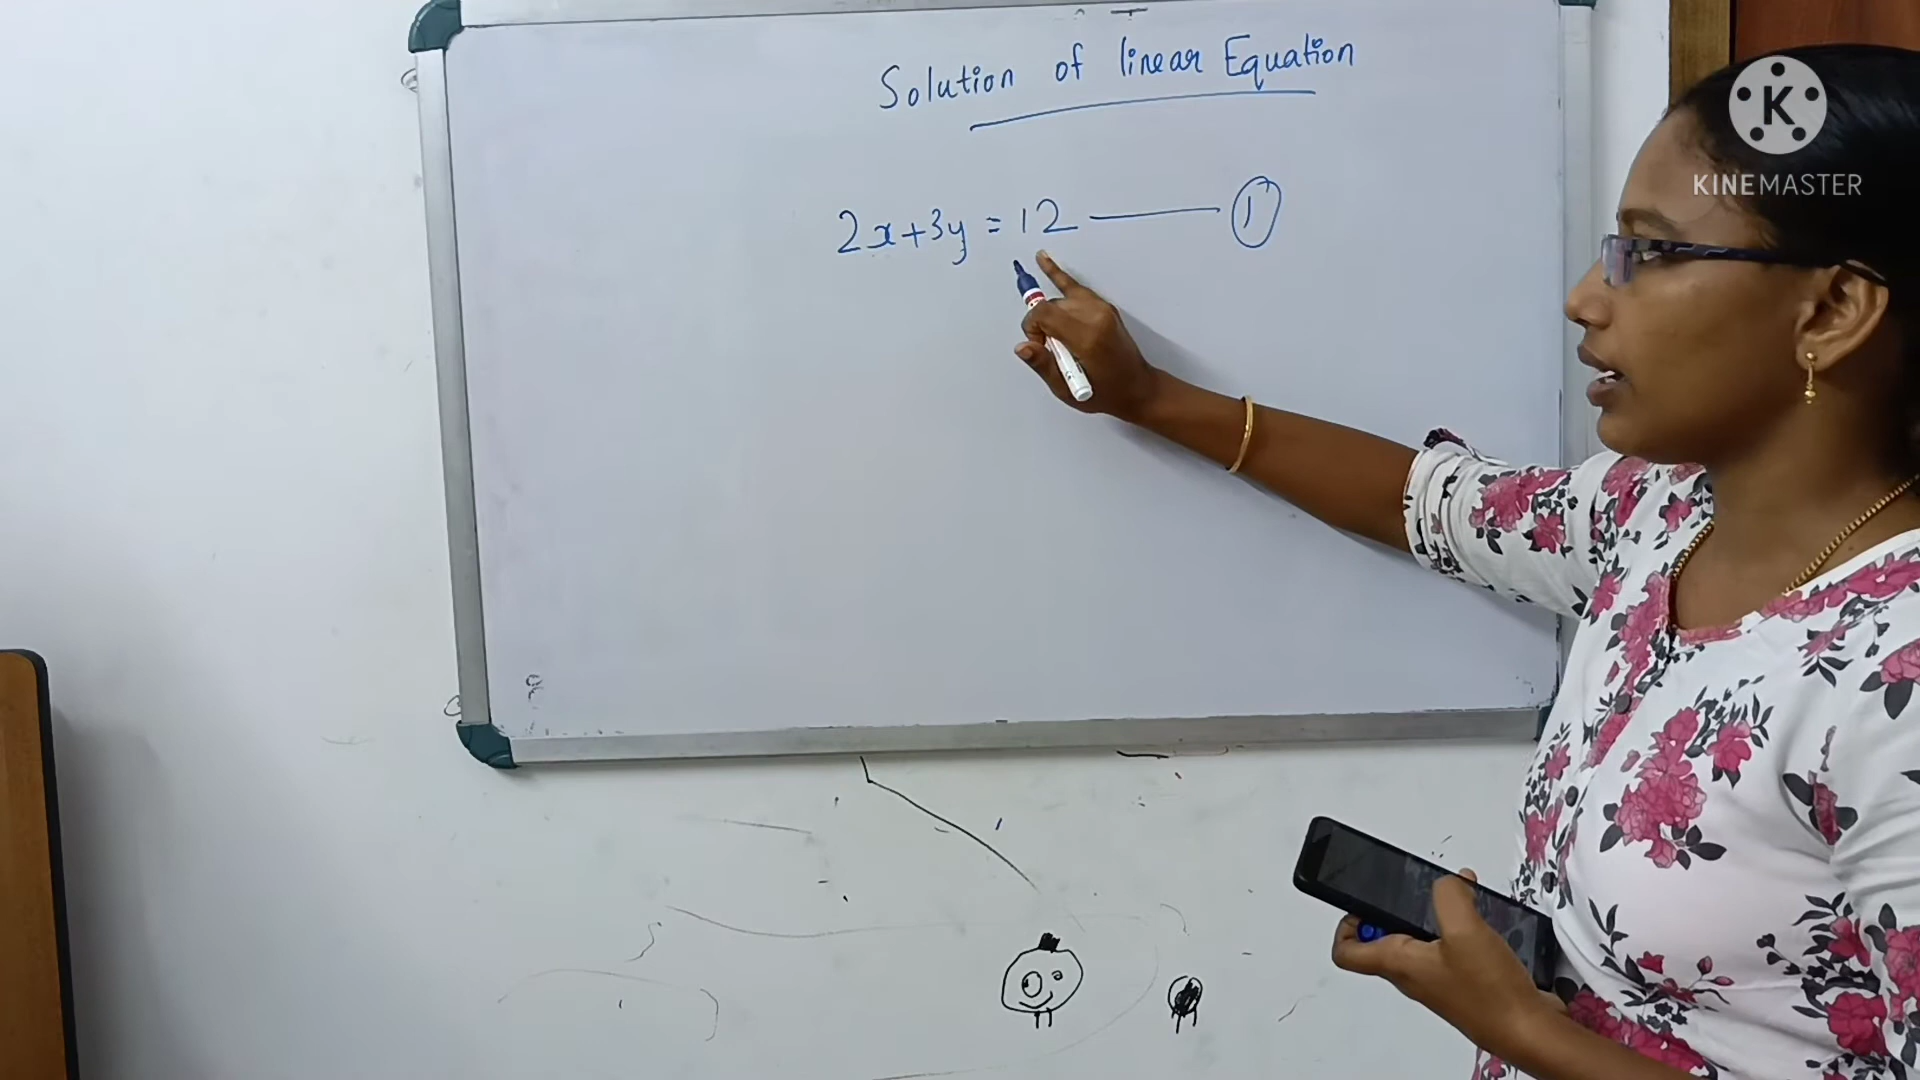 Solution of linear Equation
2x+3y = 12 ——— 1
K
KINEMASTER